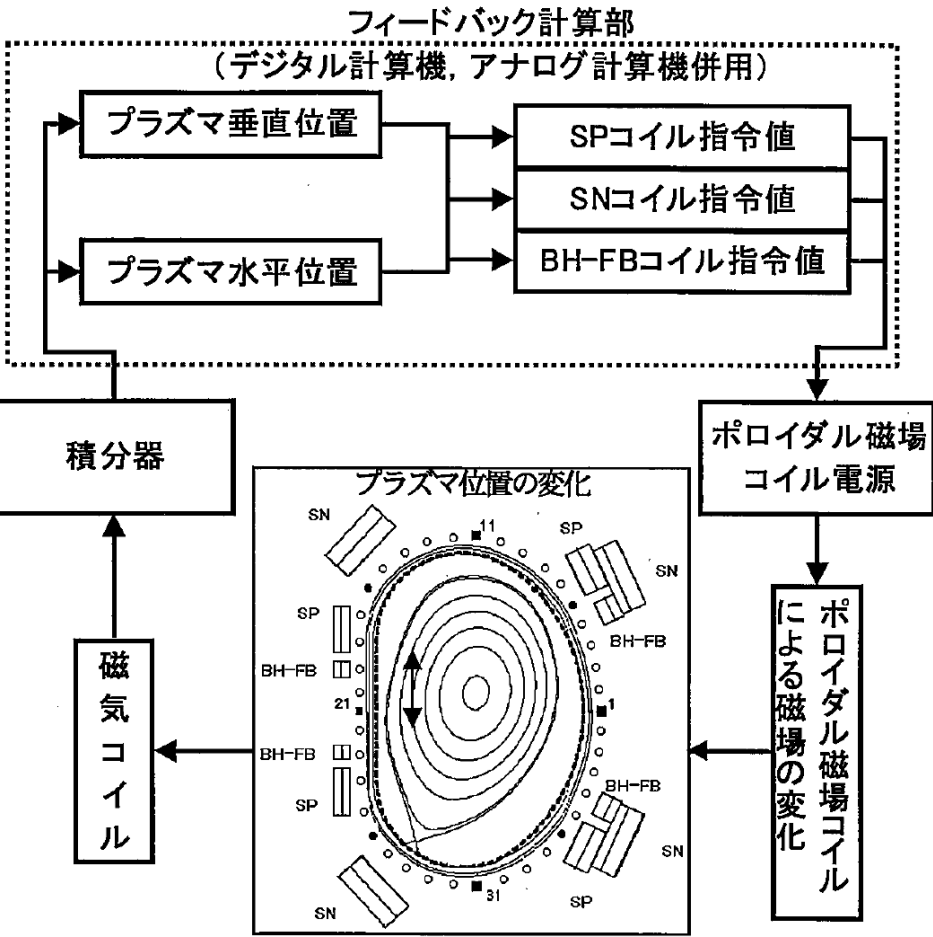 フィードバック計算部
(デジタル計算機, アナログ計算機併用)
プラズマ垂直位置
プラズマ水平位置
SPコイル指令値
SNコイル指令値
BH-FBコイル指令値
積分器
ポロイダル磁場
コイル電源
プラズマ位置の変化
SN
11
SP
SN
SP
BH-FB
BH-FB
21
1
BH-FB
BH-FB
SP
SN
SN
31
SP
磁気コイル
ポロイダル磁場コイル
による磁場の変化